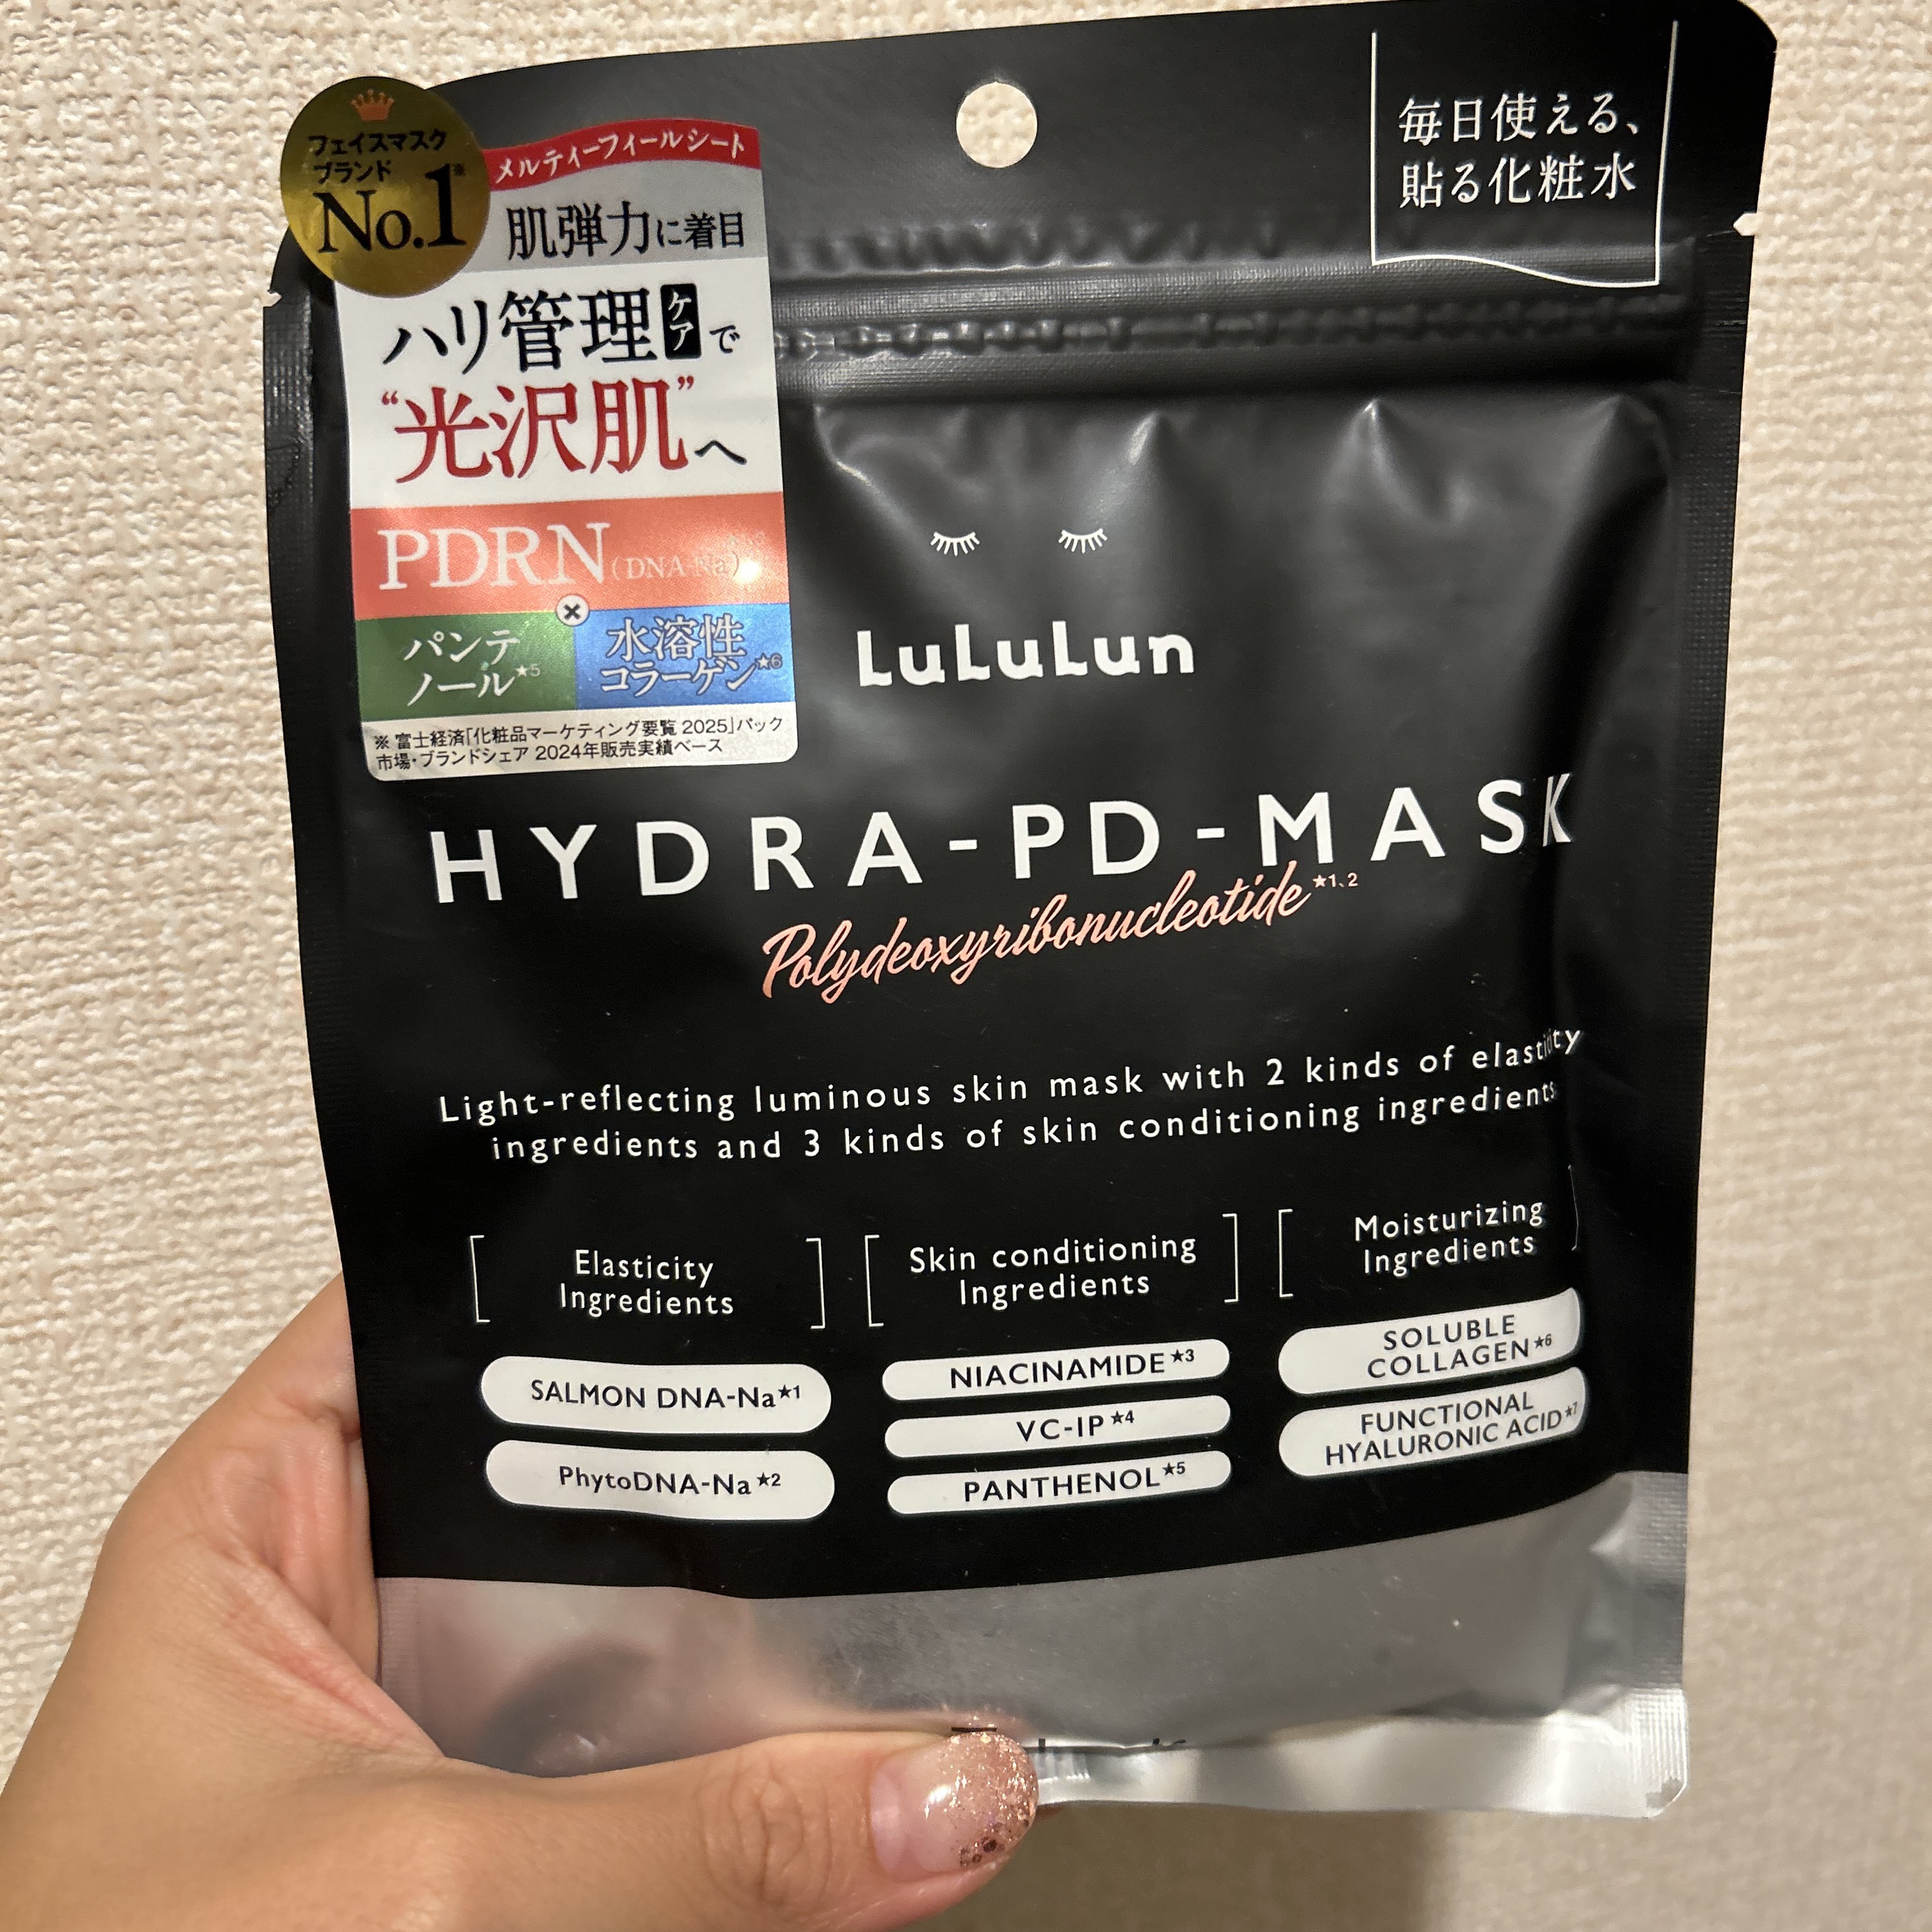 フェイスマスク
ブランド
No.1※
メルティーフィールシート
肌弾力に着目
ハリ管理ケアで
“光沢肌”へ
PDRN(DNA-Na)
×
パンテノール★5
水溶性コラーゲン★6
※ 富士経済「化粧品マーケティング要覧 2025」パック
市場・ブランドシェア 2024年販売実績ベース
毎日使える、
貼る化粧水
LuLuLun
HYDRA-PD-MASK
Polydeoxyribonucleotide★1、2
Light-reflecting luminous skin mask with 2 kinds of elasticity
ingredients and 3 kinds of skin conditioning ingredients
Elasticity
Ingredients
SALMON DNA-Na★1
PhytoDNA-Na★2
Skin conditioning
Ingredients
NIACINAMIDE★3
VC-IP★4
PANTHENOL★5
Moisturizing
Ingredients
SOLUBLE
COLLAGEN★6
FUNCTIONAL
HYALURONIC ACID★7